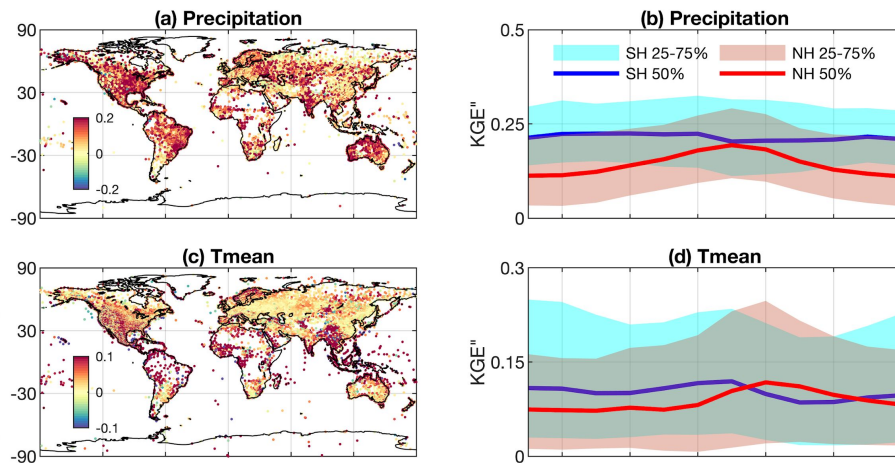 (a) Precipitation
90
30
-30
-90
0.2
-0.2
(b) Precipitation
0.5
0.25
0
KGE"
SH 25-75%
NH 25-75%
SH 50%
NH 50%
(c) Tmean
90
30
-30
-90
0.1
-0.1
(d) Tmean
0.3
0.15
0
KGE"